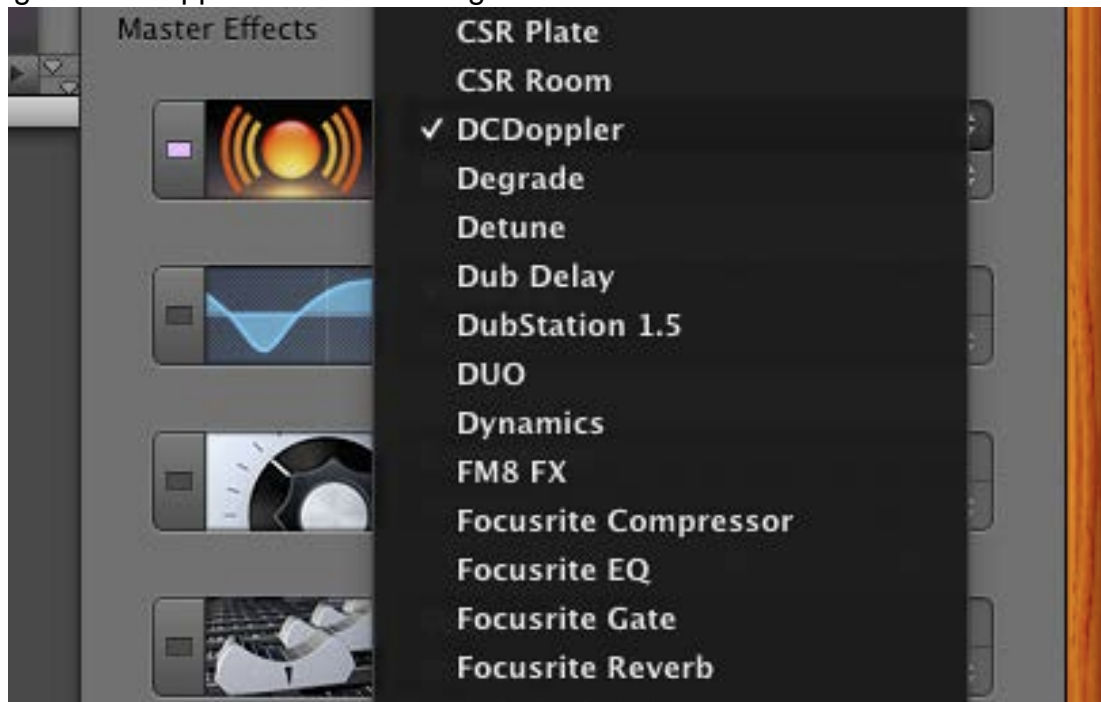 Master Effects
CSR Plate
CSR Room
✓ DCDoppler
Degrade
Detune
Dub Delay
DubStation 1.5
DUO
Dynamics
FM8 FX
Focusrite Compressor
Focusrite EQ
Focusrite Gate
Focusrite Reverb